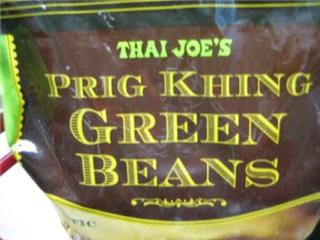 THAI JOE'S
PRIG KHING
GREEN
BEANS